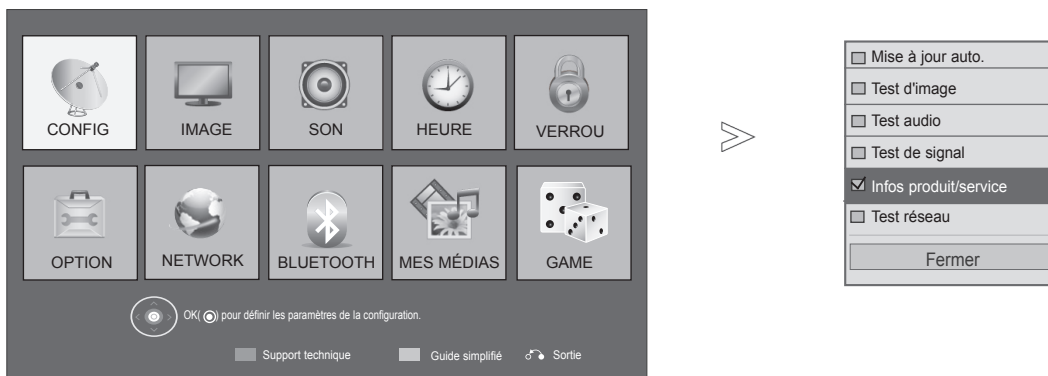 CONFIG
IMAGE
SON
HEURE
VERROU
OPTION
NETWORK
BLUETOOTH
MES MÉDIAS
GAME
OK( ) pour définir les paramètres de la configuration.
Support technique
Guide simplifié
Sortie
Mise à jour auto.
Test d'image
Test audio
Test de signal
Infos produit/service
Test réseau
Fermer